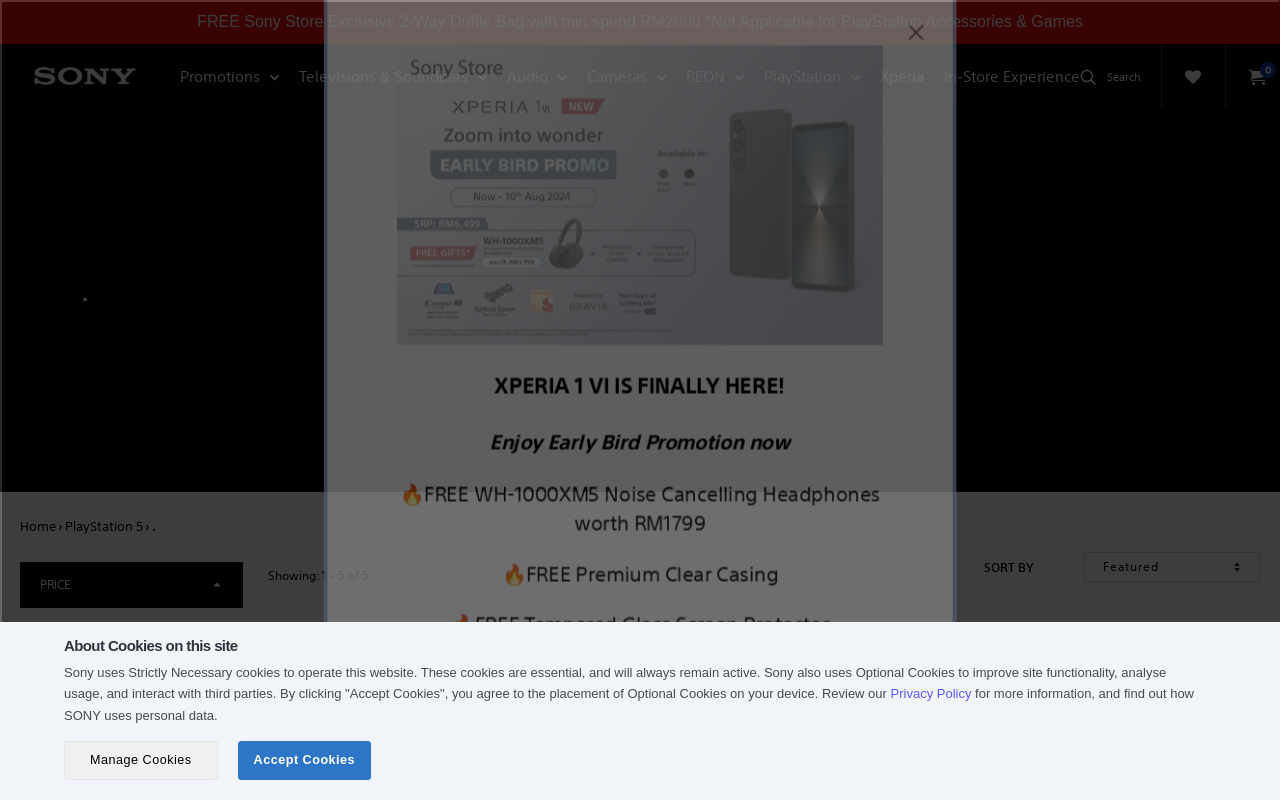 FREE Sony Store Exclusive 2-Way Duffle Bag with min spend RM2000 *Not Applicable for PlayStation Accessories & Games
SONY
Promotions
Televisions & Soundbars
Audio
Cameras
REON
PlayStation
Xperia
In-Store Experience
Search
0
Sony Store
XPERIA 1 VI NEW
Zoom into wonder
EARLY BIRD PROMO
Now - 10th Aug 2024
Available in:
SRP: RM6,499
FREE GIFTS*
WH-1000XM5
worth RM1,799
Optical Zoom
BRAVIA
XPERIA 1 VI IS FINALLY HERE!
Enjoy Early Bird Promotion now
🔥FREE WH-1000XM5 Noise Cancelling Headphones
worth RM1799
🔥FREE Premium Clear Casing
🔥FREE Tempered Glass Screen Protector
Home › PlayStation 5 › .
PRICE
Showing: 1 - 5 of 5
SORT BY
Featured
About Cookies on this site
Sony uses Strictly Necessary cookies to operate this website. These cookies are essential, and will always remain active. Sony also uses Optional Cookies to improve site functionality, analyse
usage, and interact with third parties. By clicking "Accept Cookies", you agree to the placement of Optional Cookies on your device. Review our Privacy Policy for more information, and find out how
SONY uses personal data.
Manage Cookies
Accept Cookies